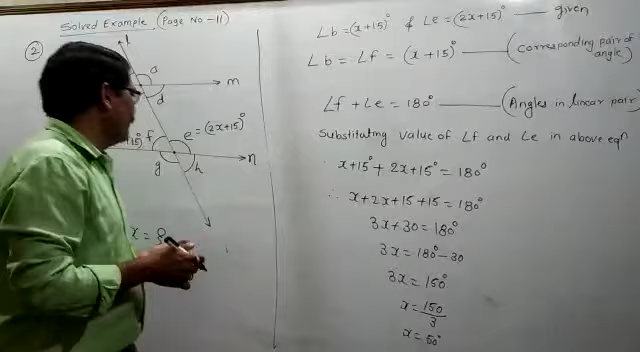 Solved Example (Page No - 11)
②
l
a
m
d
15)°
f
e = (2x+15)°
n
g
h
x = ?
∠b = (x+15)° & ∠e = (2x+15)° — given
∠b = ∠f = (x+15)° — (Corresponding pair of angle)
∠f + ∠e = 180° — (Angles in linear pair)
Substituting value of ∠f and ∠e in above eqn
x+15° + 2x+15° = 180°
∴ x+2x+15+15 = 180°
3x+30 = 180°
3x = 180° - 30
3x = 150°
x = 150/3
x = 50°